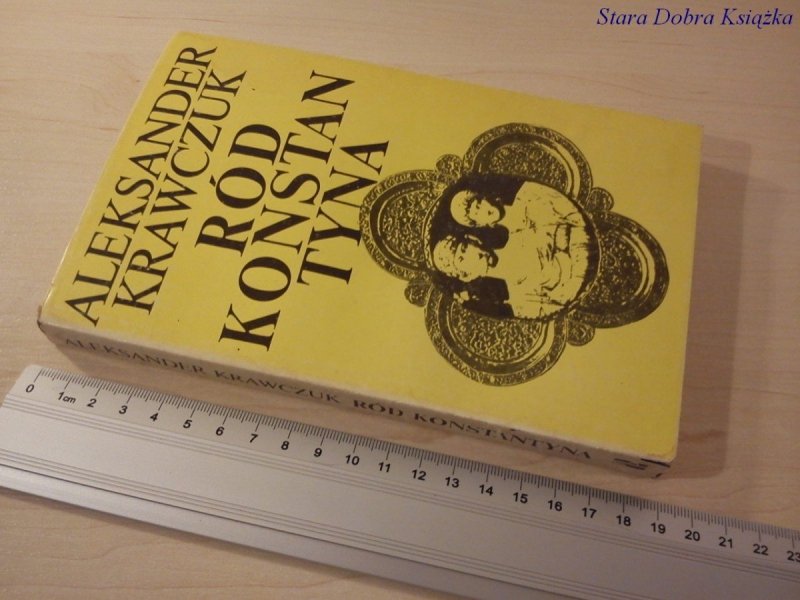 Stara Dobra Książka
ALEKSANDER
KRAWCZUK
RÓD
KONSTAN
TYNA
ALEKSANDER KRAWCZUK RÓD KONSTANTYNA
0 1cm 2 3 4 5 6 7 8 9 10 11 12 13 14 15 16 17 18 19 20 21 22 23